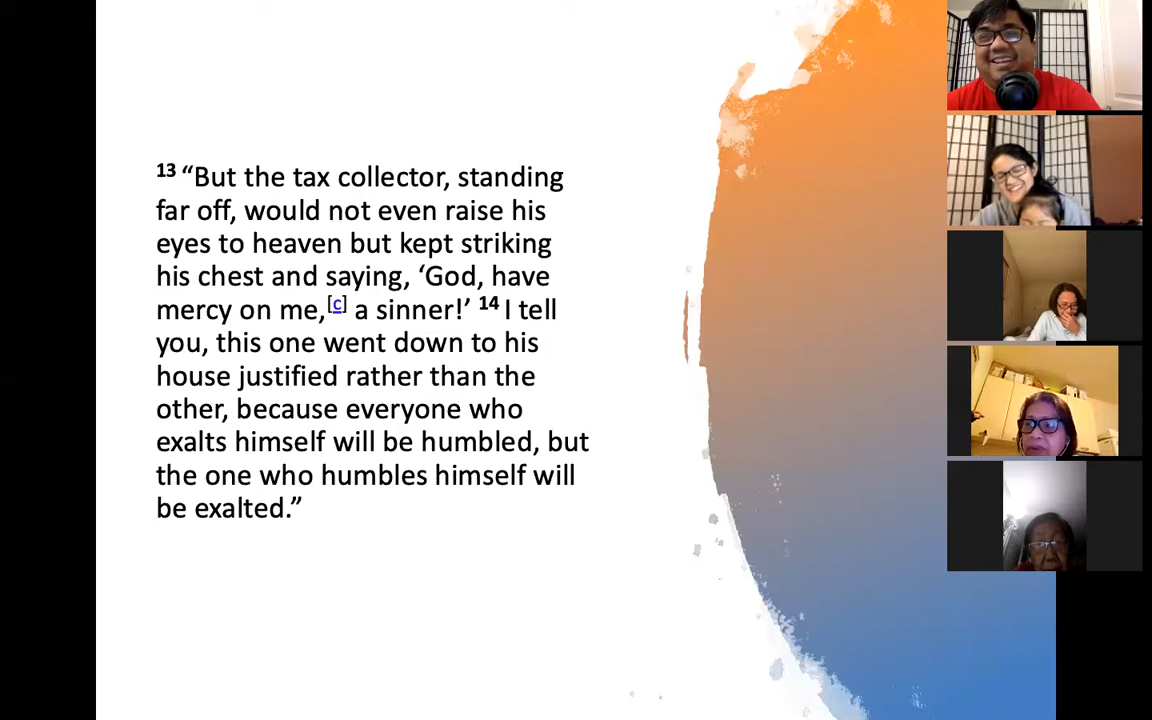 13 “But the tax collector, standing
far off, would not even raise his
eyes to heaven but kept striking
his chest and saying, ‘God, have
mercy on me,[c] a sinner!’ 14 I tell
you, this one went down to his
house justified rather than the
other, because everyone who
exalts himself will be humbled, but
the one who humbles himself will
be exalted.”